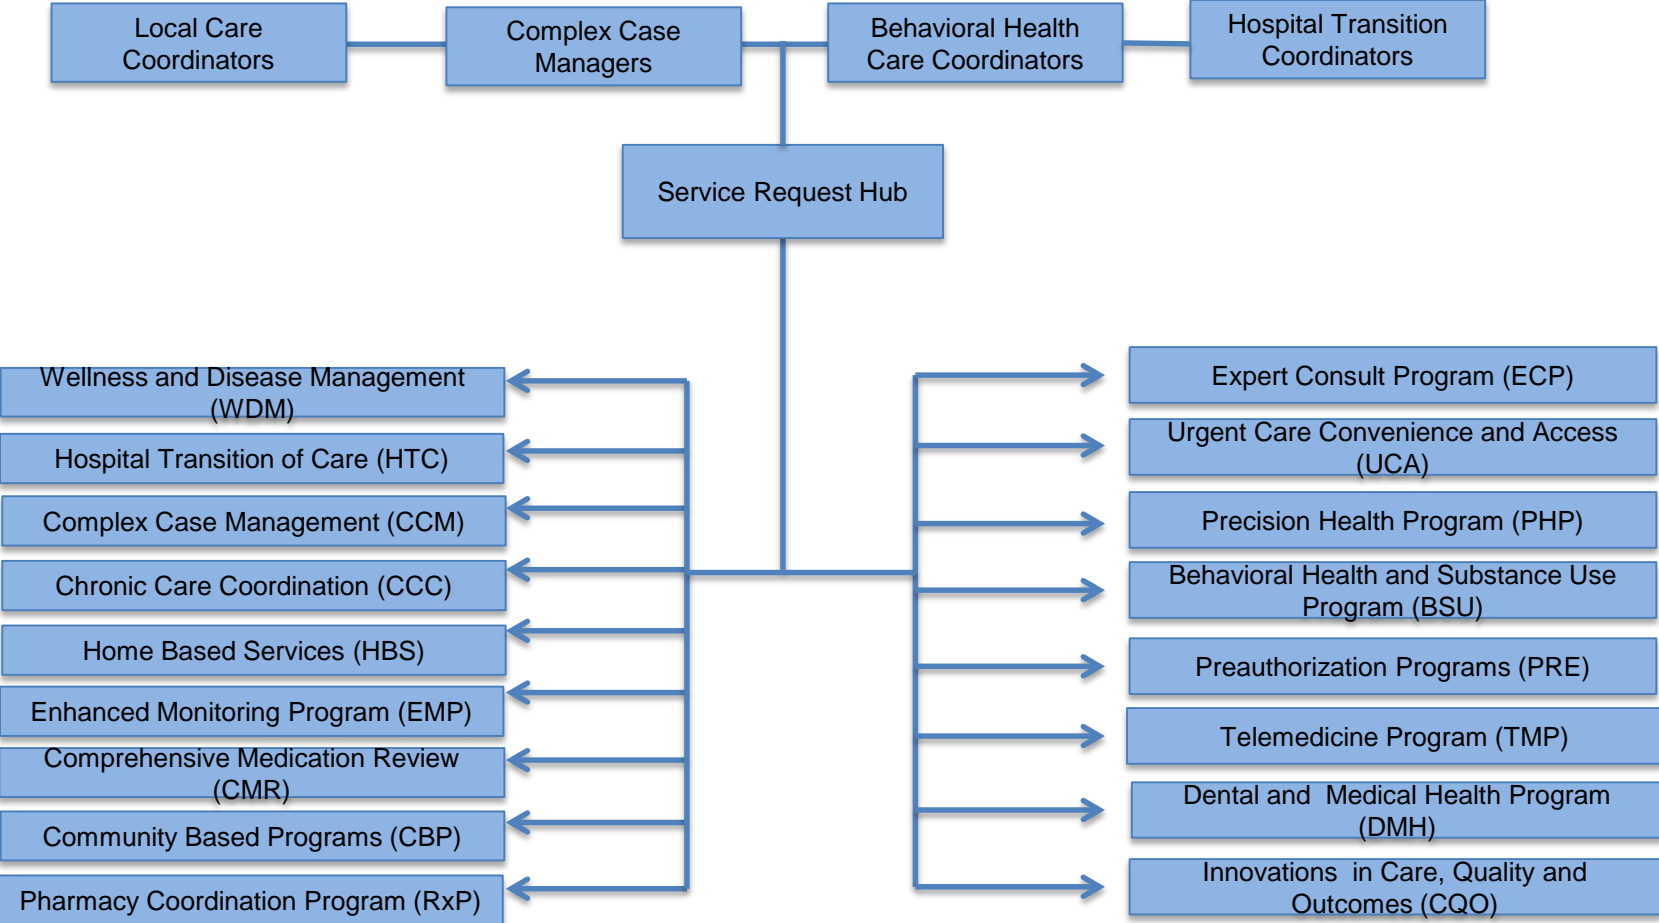 Local Care
Coordinators
Complex Case
Managers
Behavioral Health
Care Coordinators
Hospital Transition
Coordinators
Service Request Hub
Wellness and Disease Management
(WDM)
Hospital Transition of Care (HTC)
Complex Case Management (CCM)
Chronic Care Coordination (CCC)
Home Based Services (HBS)
Enhanced Monitoring Program (EMP)
Comprehensive Medication Review
(CMR)
Community Based Programs (CBP)
Pharmacy Coordination Program (RxP)
Expert Consult Program (ECP)
Urgent Care Convenience and Access
(UCA)
Precision Health Program (PHP)
Behavioral Health and Substance Use
Program (BSU)
Preauthorization Programs (PRE)
Telemedicine Program (TMP)
Dental and  Medical Health Program
(DMH)
Innovations  in Care, Quality and
Outcomes (CQO)